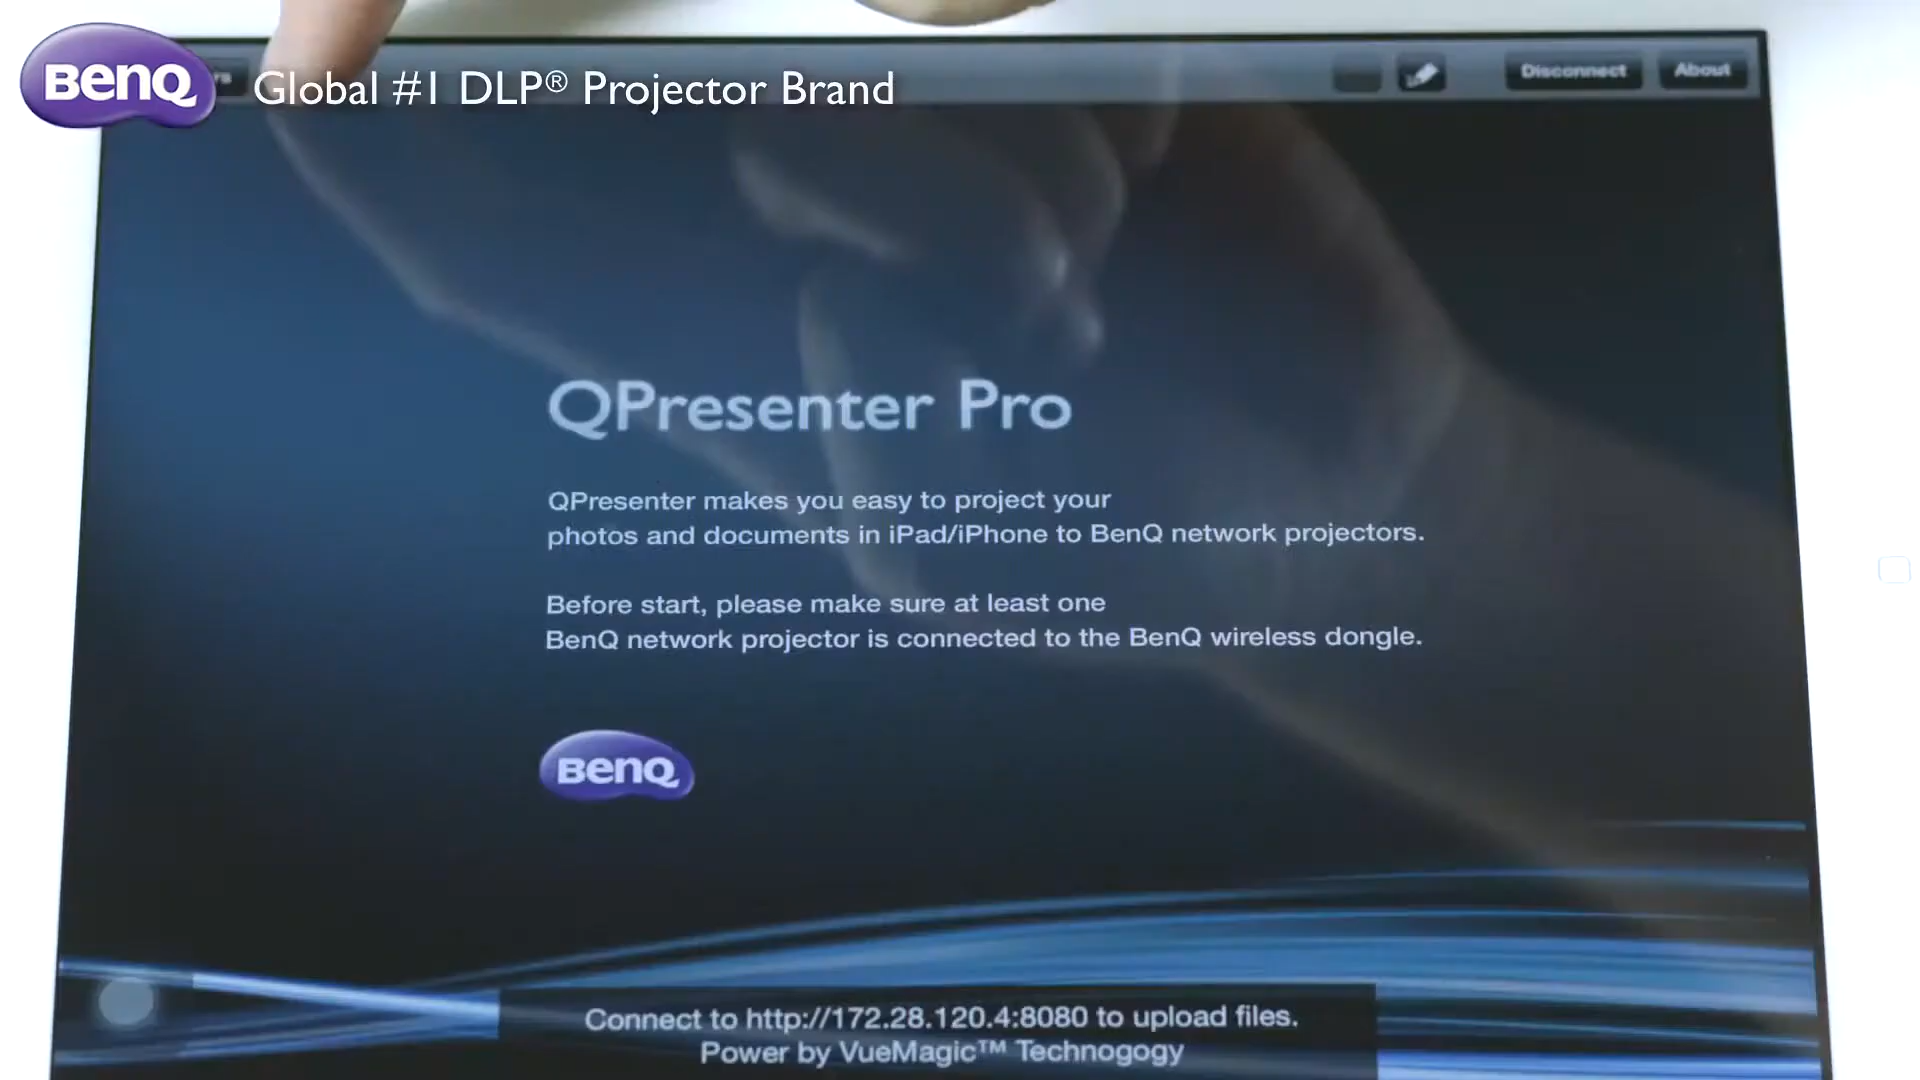 BenQ
Global #1 DLP® Projector Brand
Disconnect
About
QPresenter Pro
QPresenter makes you easy to project your
photos and documents in iPad/iPhone to BenQ network projectors.
Before start, please make sure at least one
BenQ network projector is connected to the BenQ wireless dongle.
BenQ
Connect to http://172.28.120.4:8080 to upload files.
Power by VueMagic™ Technogogy